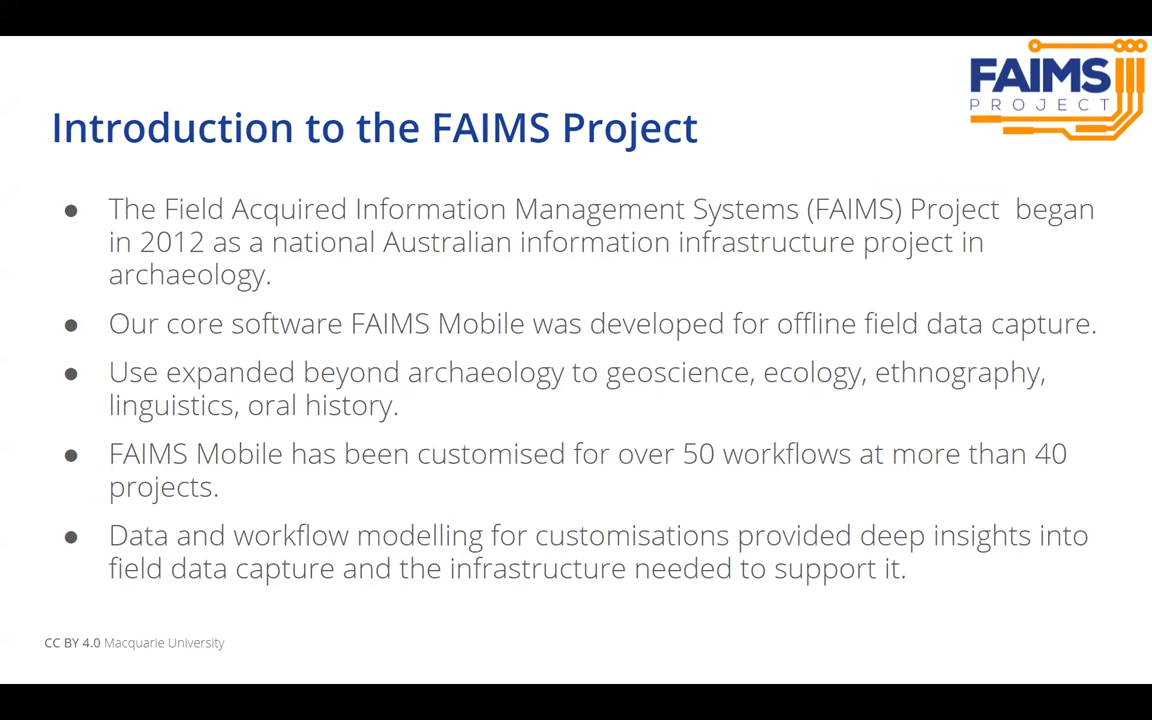 FAIMS
PROJECT
Introduction to the FAIMS Project
● The Field Acquired Information Management Systems (FAIMS) Project  began
in 2012 as a national Australian information infrastructure project in
archaeology.
● Our core software FAIMS Mobile was developed for offline field data capture.
● Use expanded beyond archaeology to geoscience, ecology, ethnography,
linguistics, oral history.
● FAIMS Mobile has been customised for over 50 workflows at more than 40
projects.
● Data and workflow modelling for customisations provided deep insights into
field data capture and the infrastructure needed to support it.
CC BY 4.0 Macquarie University